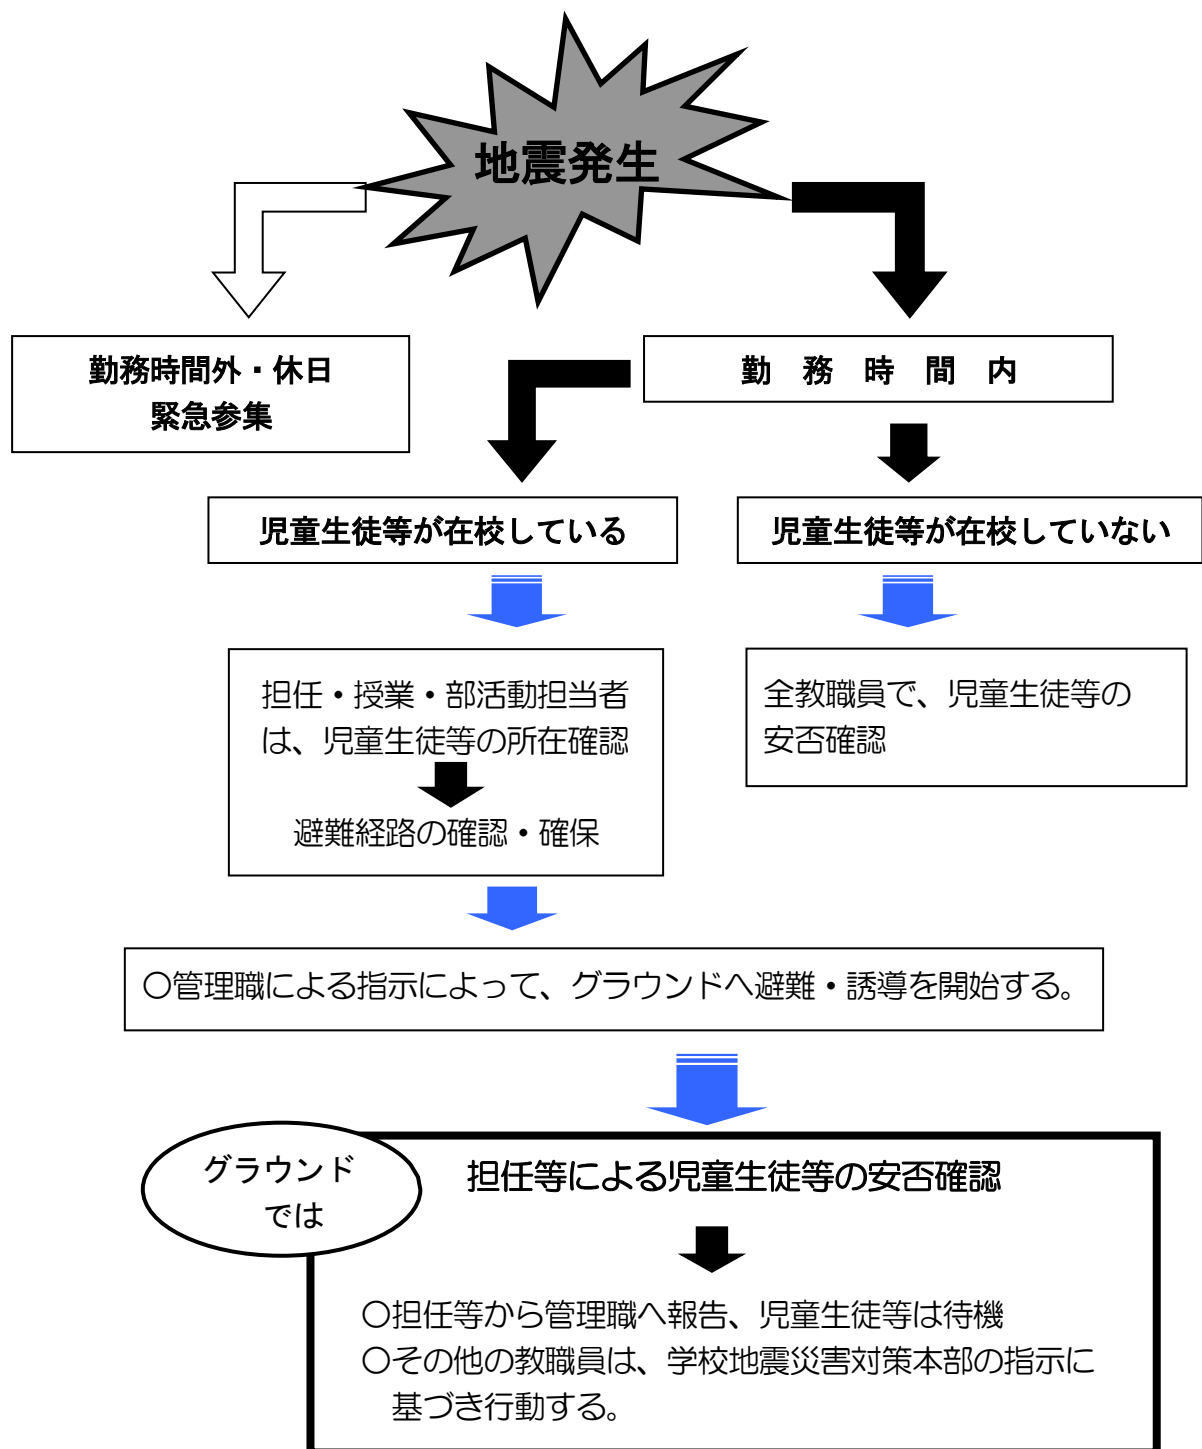 地震発生
勤務時間外・休日
緊急参集
勤　務　時　間　内
児童生徒等が在校している
児童生徒等が在校していない
担任・授業・部活動担当者
は、児童生徒等の所在確認
避難経路の確認・確保
全教職員で、児童生徒等の
安否確認
〇管理職による指示によって、グラウンドへ避難・誘導を開始する。
グラウンド
では
担任等による児童生徒等の安否確認
〇担任等から管理職へ報告、児童生徒等は待機
〇その他の教職員は、学校地震災害対策本部の指示に
基づき行動する。